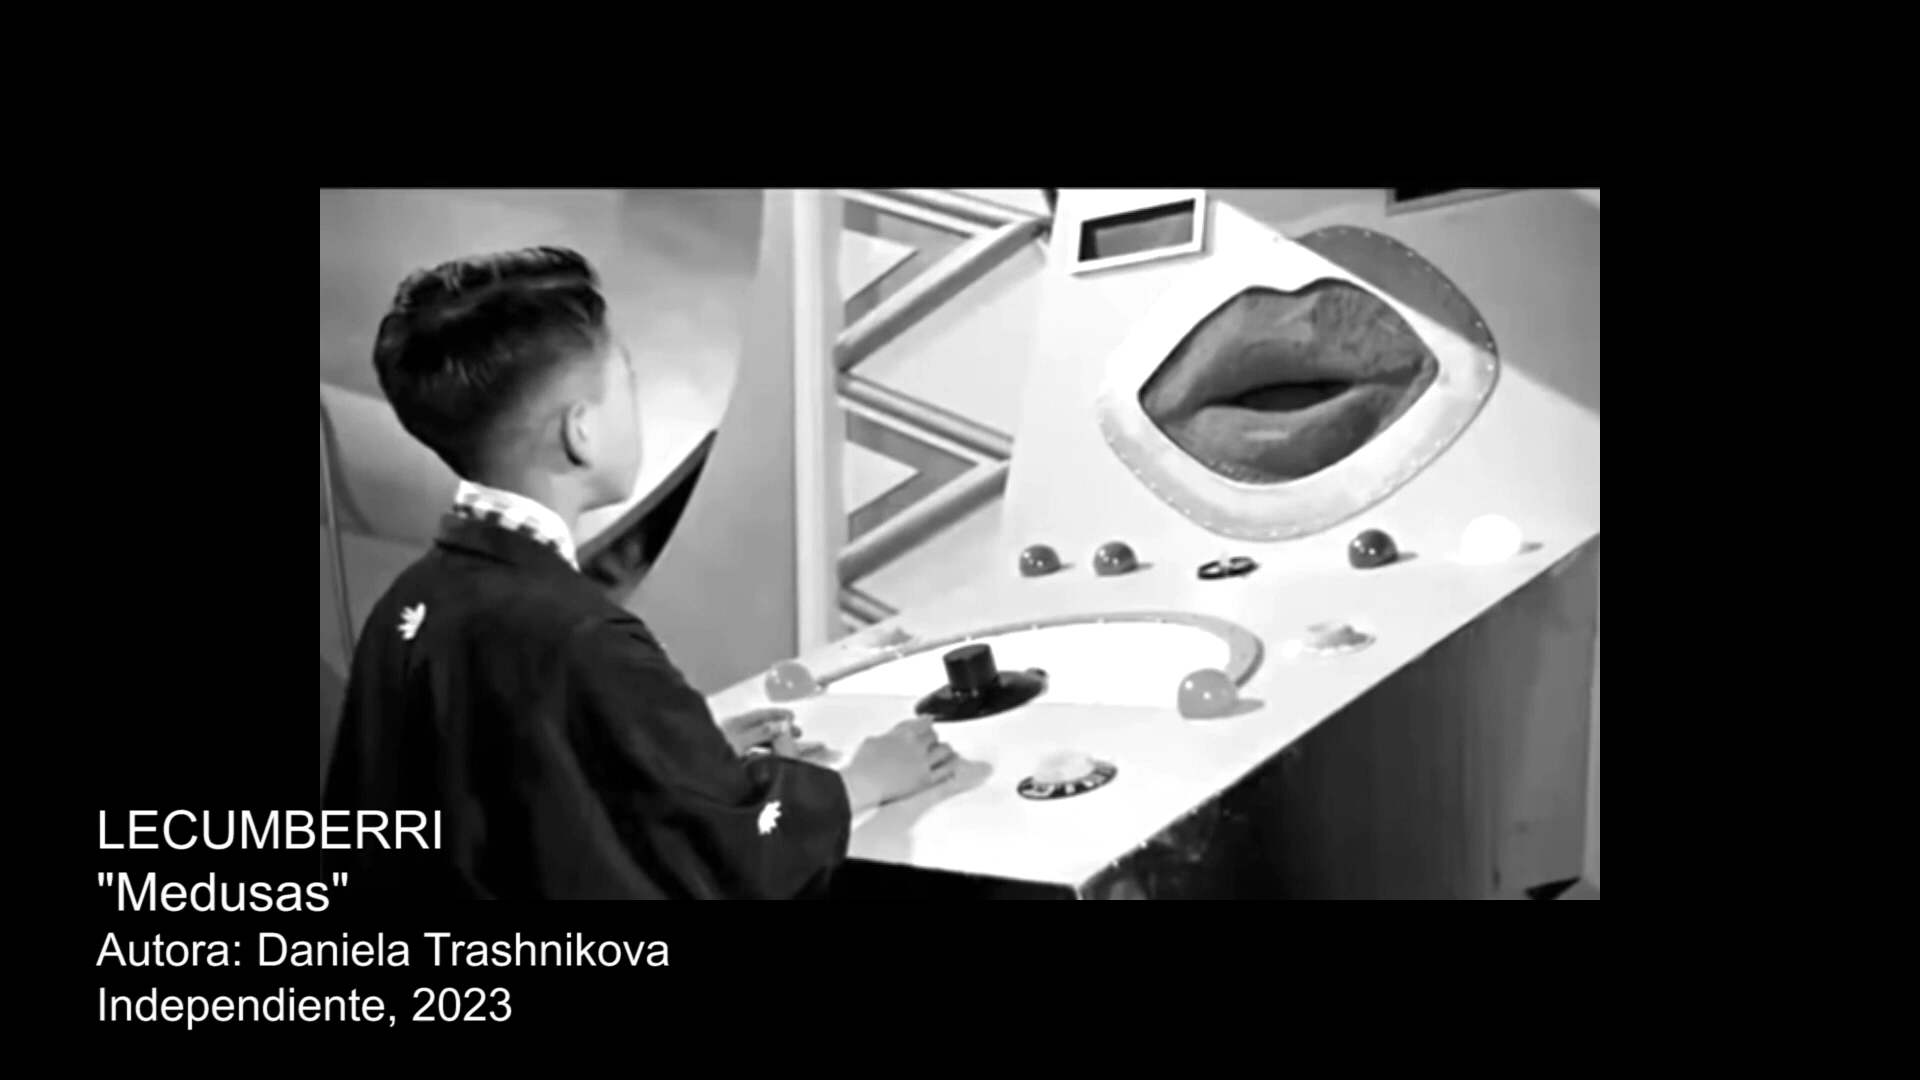 LECUMBERRI
"Medusas"
Autora: Daniela Trashnikova
Independiente, 2023